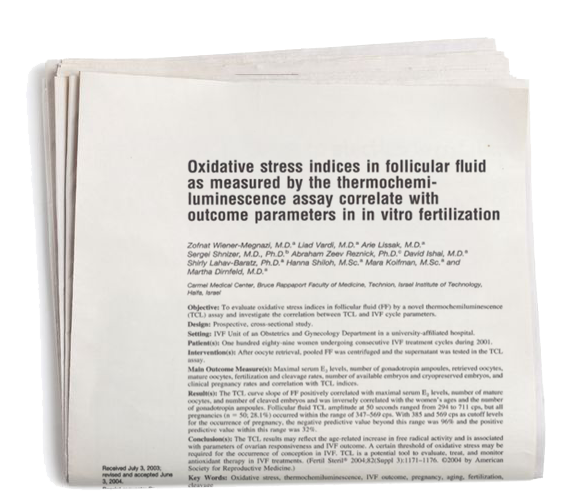 Oxidative stress indices in follicular fluid
as measured by the thermochemi-
luminescence assay correlate with
outcome parameters in in vitro fertilization
Zofnat Wiener-Megnazi, M.D.ª Liad Vardi, M.D.ª Arie Lissak, M.D.ª
Sergei Shnizer, M.D., Ph.D.ᵇ Abraham Zeev Reznick, Ph.D.ᶜ David Ishai, M.D.ª
Shirly Lahav-Baratz, Ph.D.ª Hanna Shiloh, M.Sc.ª Mara Koifman, M.Sc.ª and
Martha Dirnfeld, M.D.ª
Carmel Medical Center, Bruce Rappaport Faculty of Medicine, Technion, Israel Institute of Technology,
Haifa, Israel
Objective: To evaluate oxidative stress indices in follicular fluid (FF) by a novel thermochemiluminescence
(TCL) assay and investigate the correlation between TCL and IVF cycle parameters.
Design: Prospective, cross-sectional study.
Setting: IVF Unit of an Obstetrics and Gynecology Department in a university-affiliated hospital.
Patient(s): One hundred eighty-nine women undergoing consecutive IVF treatment cycles during 2001.
Intervention(s): After oocyte retrieval, pooled FF was centrifuged and the supernatant was tested in the TCL
assay.
Main Outcome Measure(s): Maximal serum E₂ levels, number of gonadotropin ampoules, retrieved oocytes,
mature oocytes, fertilization and cleavage rates, number of available embryos and cryopreserved embryos, and
clinical pregnancy rates and correlation with TCL indices.
Result(s): The TCL curve slope of FF positively correlated with maximal serum E₂ levels, number of mature
oocytes, and number of cleaved embryos and was inversely correlated with the women's ages and the number
of gonadotropin ampoules. Follicular fluid TCL amplitude at 50 seconds ranged from 294 to 711 cps, but all
pregnancies (n = 50; 28.1%) occurred within the range of 347–569 cps. With 385 and 569 cps as cutoff levels
for the occurrence of pregnancy, the negative predictive value beyond this range was 96% and the positive
predictive value within this range was 32%.
Conclusion(s): The TCL results may reflect the age-related increase in free radical activity and is associated
with parameters of ovarian responsiveness and IVF outcome. A certain threshold of oxidative stress may be
required for the occurrence of conception in IVF. TCL is a potential tool to evaluate, treat, and monitor
antioxidant therapy in IVF treatments. (Fertil Steril® 2004;82(Suppl 3):1171–1176. ©2004 by American
Society for Reproductive Medicine.)
Key Words: Oxidative stress, thermochemiluminescence, IVF outcome, pregnancy, aging, fertilization,
cleavage
Received July 3, 2003;
revised and accepted June
3, 2004.